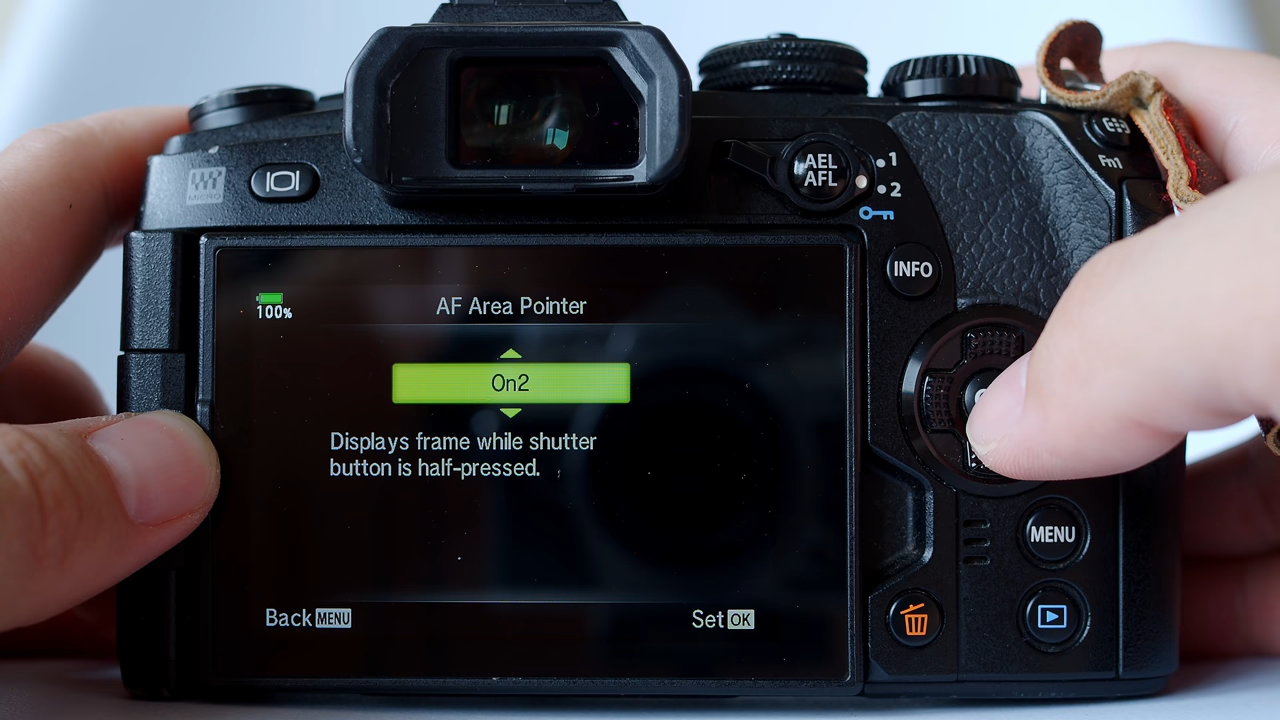 AEL
AFL
1
2
Fn1
MICRO
INFO
100%
AF Area Pointer
On2
Displays frame while shutter
button is half-pressed.
MENU
Back MENU
Set OK